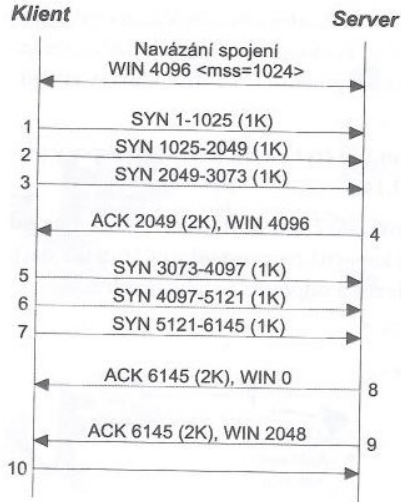 Klient Server
Navázání spojení
WIN 4096 <mss=1024>
1 SYN 1-1025 (1K)
2 SYN 1025-2049 (1K)
3 SYN 2049-3073 (1K)
ACK 2049 (2K), WIN 4096 4
5 SYN 3073-4097 (1K)
6 SYN 4097-5121 (1K)
7 SYN 5121-6145 (1K)
ACK 6145 (2K), WIN 0 8
ACK 6145 (2K), WIN 2048 9
10